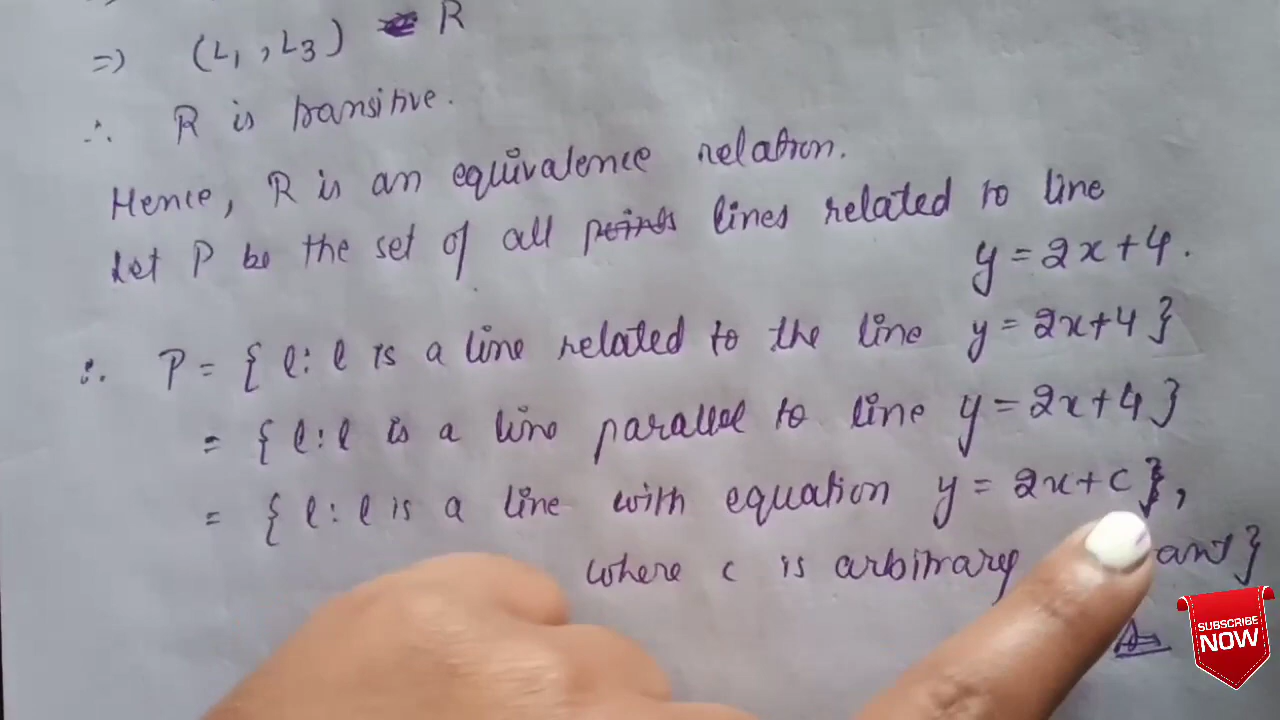 =) (L1, L3) R
∴ R is transitive.
Hence, R is an equivalence relation.
Let P be the set of all points lines related to line
y = 2x+4.
∴ P = { l : l is a line related to the line y = 2x+4 }
= { l : l is a line parallel to line y = 2x+4 }
= { l : l is a line with equation y = 2x+c },
where c is arbitrary ant }
SUBSCRIBE
NOW